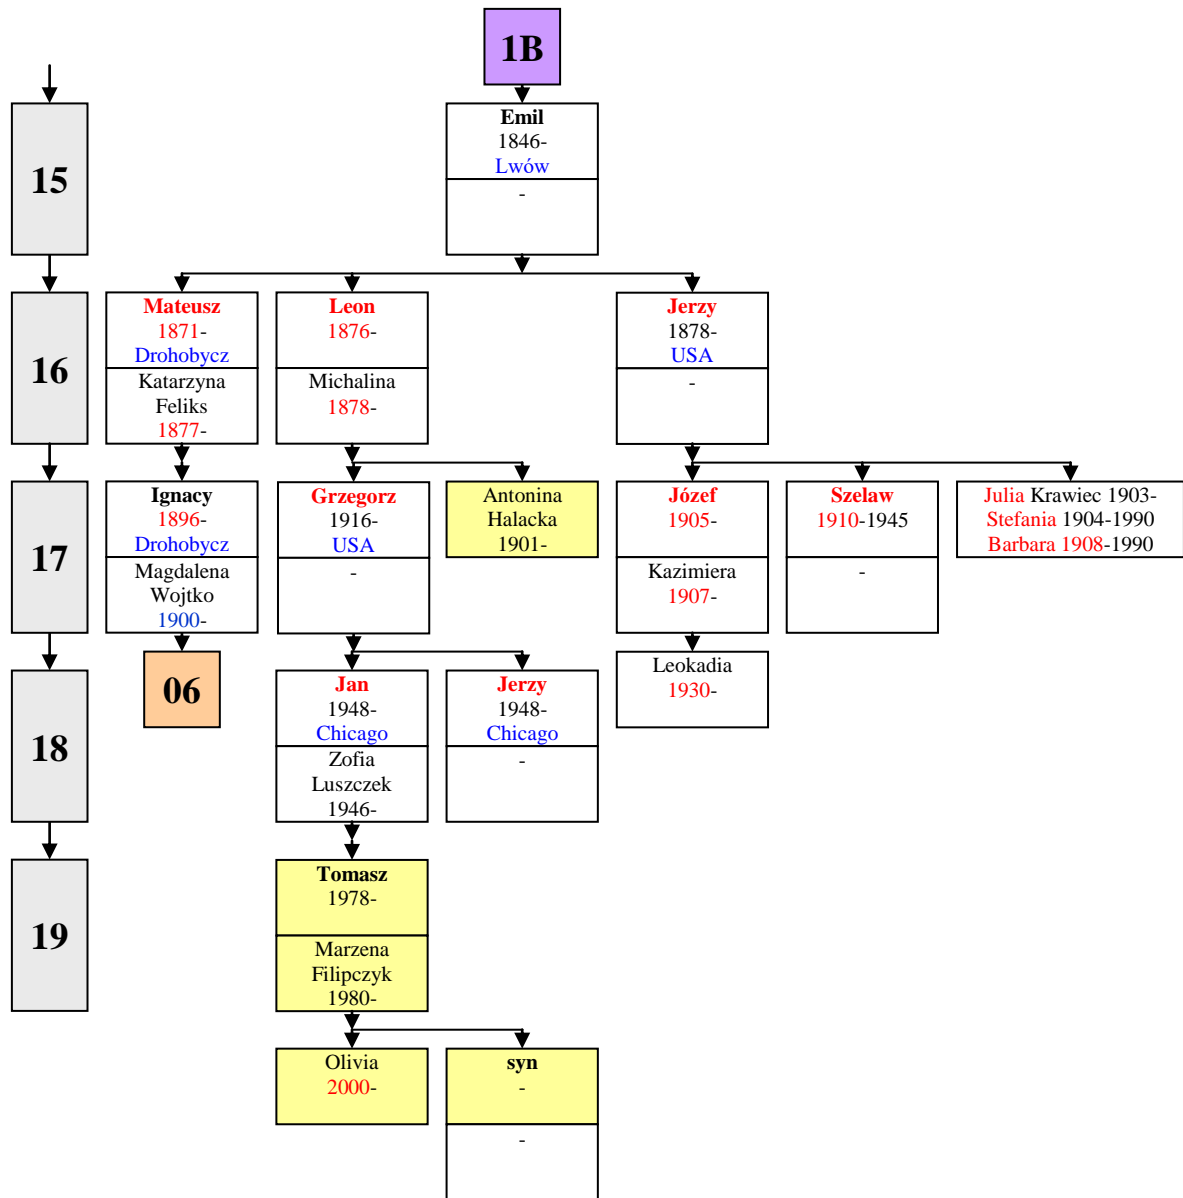 1B
15
Emil
1846-
Lwów
-
16
Mateusz
1871-
Drohobycz
Katarzyna
Feliks
1877-
Leon
1876-
Michalina
1878-
Jerzy
1878-
USA
-
17
Ignacy
1896-
Drohobycz
Magdalena
Wojtko
1900-
Grzegorz
1916-
USA
-
Antonina
Halacka
1901-
Józef
1905-
Kazimiera
1907-
Szelaw
1910-1945
-
Julia Krawiec 1903-
Stefania 1904-1990
Barbara 1908-1990
18
06
Jan
1948-
Chicago
Zofia
Luszczek
1946-
Jerzy
1948-
Chicago
-
Leokadia
1930-
19
Tomasz
1978-
Marzena
Filipczyk
1980-
Olivia
2000-
syn
-
-